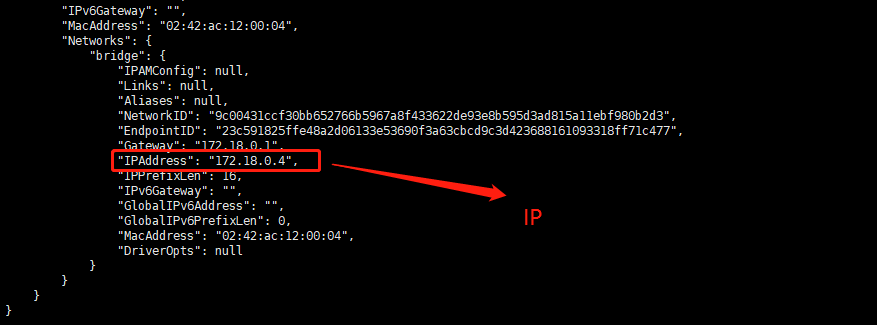 "IPv6Gateway": "",
"MacAddress": "02:42:ac:12:00:04",
"Networks": {
"bridge": {
"IPAMConfig": null,
"Links": null,
"Aliases": null,
"NetworkID": "9c00431ccf30bb652766b5967a8f433622de93e8b595d3ad815a11ebf980b2d3",
"EndpointID": "23c591825ffe48a2d06133e53690f3a63cbcd9c3d423688161093318ff71c477",
"Gateway": "172.18.0.1",
"IPAddress": "172.18.0.4",
"IPPrefixLen": 16,
"IPv6Gateway": "",
"GlobalIPv6Address": "",
"GlobalIPv6PrefixLen": 0,
"MacAddress": "02:42:ac:12:00:04",
"DriverOpts": null
}
}
}
}
IP